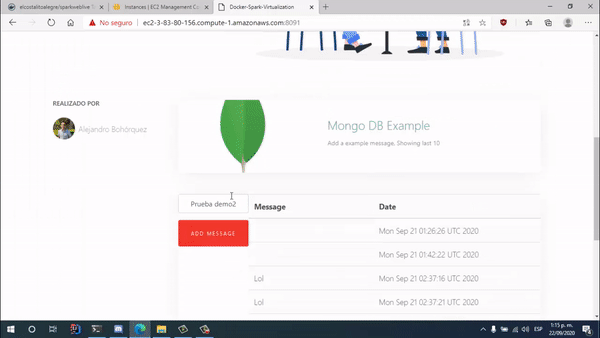 elcostalitoalegre/sparkweblive
Instances | EC2 Management Co
Docker-Spark-Virtualization
No seguro | ec2-3-83-80-156.compute-1.amazonaws.com:8091
REALIZADO POR
Alejandro Bohórquez
Mongo DB Example
Add a example message, Showing last 10
Prueba demo2
Message Date
ADD MESSAGE
Mon Sep 21 01:26:26 UTC 2020
Mon Sep 21 01:42:22 UTC 2020
Lol Mon Sep 21 02:37:16 UTC 2020
Lol Mon Sep 21 02:37:21 UTC 2020
ESP
1:15 p. m.
22/09/2020